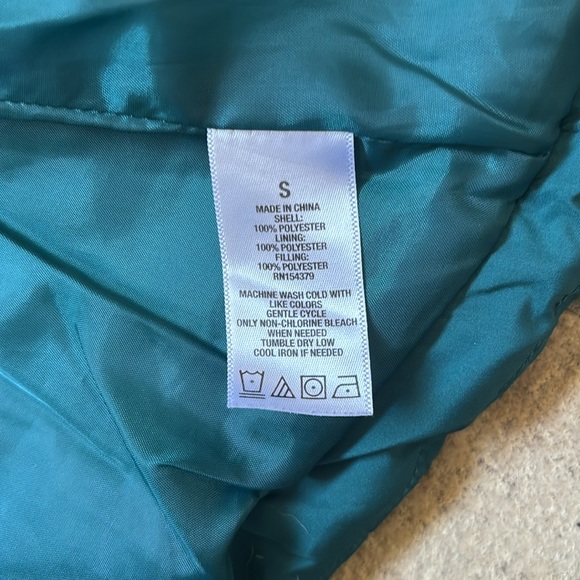 S
MADE IN CHINA
SHELL:
100% POLYESTER
LINING:
100% POLYESTER
FILLING:
100% POLYESTER
RN154379
MACHINE WASH COLD WITH
LIKE COLORS
GENTLE CYCLE
ONLY NON-CHLORINE BLEACH
WHEN NEEDED
TUMBLE DRY LOW
COOL IRON IF NEEDED